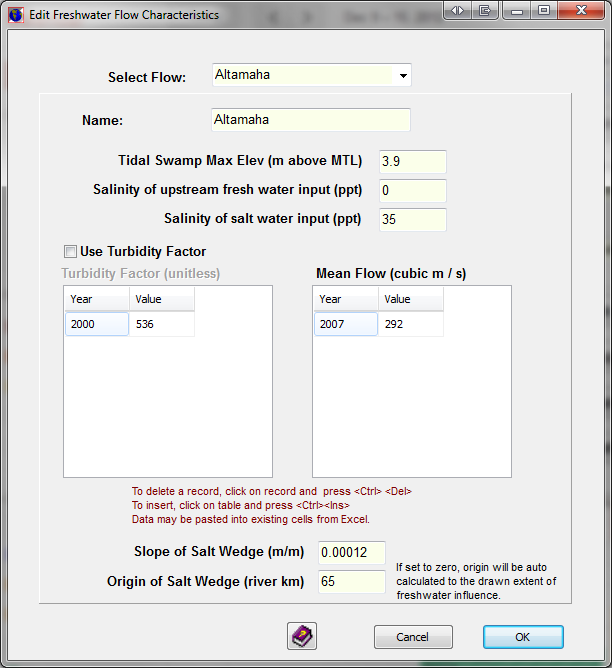 Edit Freshwater Flow Characteristics
Select Flow: Altamaha
Name: Altamaha
Tidal Swamp Max Elev (m above MTL) 3.9
Salinity of upstream fresh water input (ppt) 0
Salinity of salt water input (ppt) 35
Use Turbidity Factor
Turbidity Factor (unitless) Mean Flow (cubic m / s)
Year Value Year Value
2000 536 2007 292
To delete a record, click on record and press <Ctrl> <Del>
To insert, click on table and press <Ctrl><Ins>
Data may be pasted into existing cells from Excel.
Slope of Salt Wedge (m/m) 0.00012
Origin of Salt Wedge (river km) 65
If set to zero, origin will be auto
calculated to the drawn extent of
freshwater influence.
Cancel OK